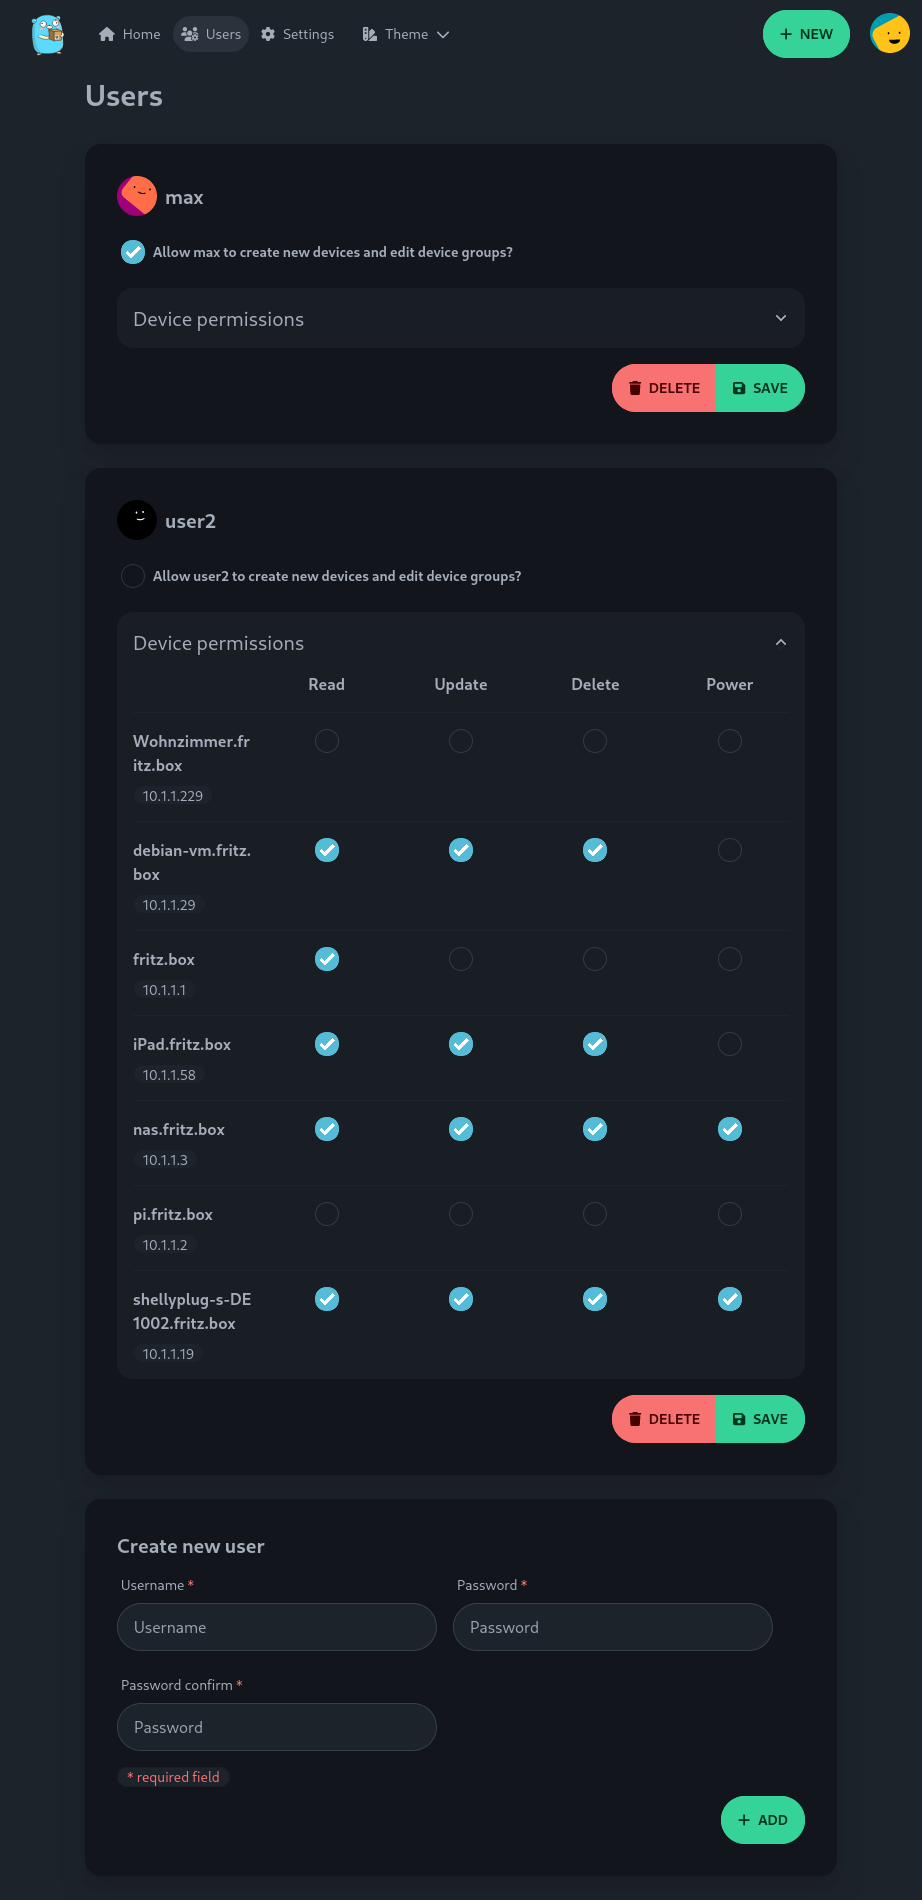 Home Users Settings Theme + NEW
Users
max
Allow max to create new devices and edit device groups?
Device permissions
DELETE SAVE
user2
Allow user2 to create new devices and edit device groups?
Device permissions
Read Update Delete Power
Wohnzimmer.fr
itz.box
10.1.1.229
debian-vm.fritz.
box
10.1.1.29
fritz.box
10.1.1.1
iPad.fritz.box
10.1.1.58
nas.fritz.box
10.1.1.3
pi.fritz.box
10.1.1.2
shellyplug-s-DE
1002.fritz.box
10.1.1.19
DELETE SAVE
Create new user
Username * Password *
Username Password
Password confirm *
Password
* required field
+ ADD